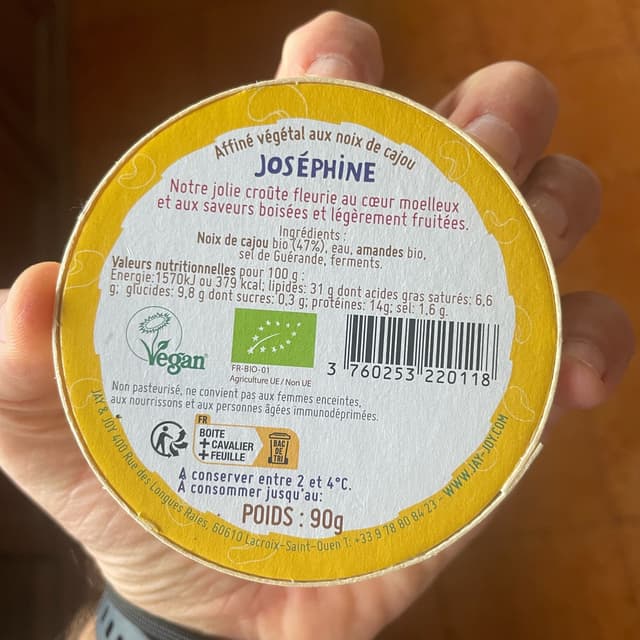 Affiné végétal aux noix de cajou
JOSÉPHINE
Notre jolie croûte fleurie au cœur moelleux
et aux saveurs boisées et légèrement fruitées.
Ingrédients :
Noix de cajou bio (47%), eau, amandes bio,
sel de Guérande, ferments.
Valeurs nutritionnelles pour 100 g :
Energie:1570kJ ou 379 kcal; lipides: 31 g dont acides gras saturés: 6,6
g; glucides: 9,8 g dont sucres: 0,3 g; protéines: 14g; sel: 1,6 g.
Vegan
FR-BIO-01
Agriculture UE/ Non UE
3 760253 220118
Non pasteurisé, ne convient pas aux femmes enceintes,
aux nourrissons et aux personnes âgées immunodéprimées.
FR
BOITE
+ CAVALIER
+ FEUILLE
BAC
DE
TRI
A conserver entre 2 et 4°C.
A consommer jusqu'au:
POIDS : 90g
JAY & JOY 400 Rue des Longues Raies, 60610 Lacroix-Saint-Ouen T: +33 9 78 80 84 23 - WWW.JAY-JOY.COM